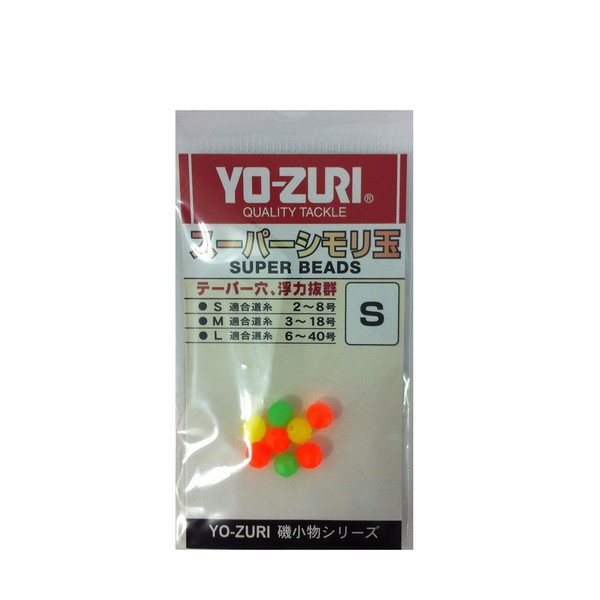 YO-ZURI®
QUALITY TACKLE
スーパーシモリ玉
SUPER BEADS
テーパー穴、浮力抜群
●S 適合道糸 2〜8号
●M 適合道糸 3〜18号
●L 適合道糸 6〜40号
S
YO-ZURI 磯小物シリーズ